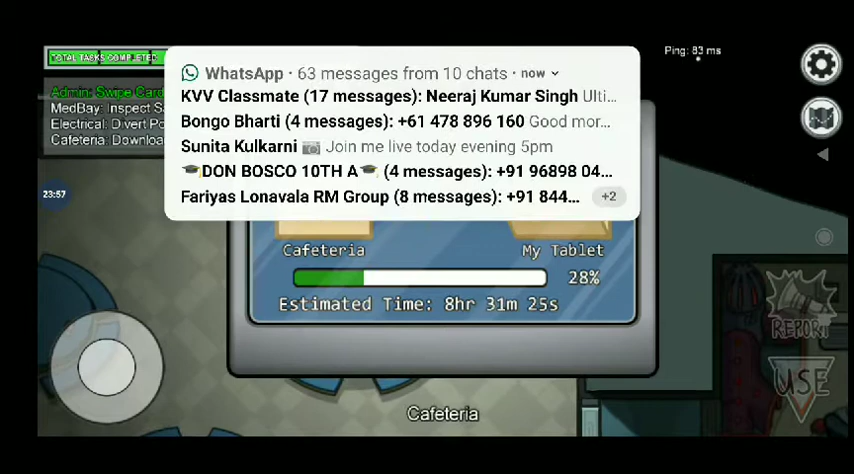 TOTAL TASKS COMPLETED
Ping: 83 ms
WhatsApp · 63 messages from 10 chats · now
KVV Classmate (17 messages): Neeraj Kumar Singh Ulti...
Bongo Bharti (4 messages): +61 478 896 160 Good mor...
Sunita Kulkarni 📷 Join me live today evening 5pm
🎓DON BOSCO 10TH A🎓 (4 messages): +91 96898 04...
Fariyas Lonavala RM Group (8 messages): +91 844...
+2
Admin: Swipe Card
MedBay: Inspect Sa
Electrical: Divert Po
Cafeteria: Downloa
23:57
Cafeteria
My Tablet
28%
Estimated Time: 8hr 31m 25s
REPORT
USE
Cafeteria